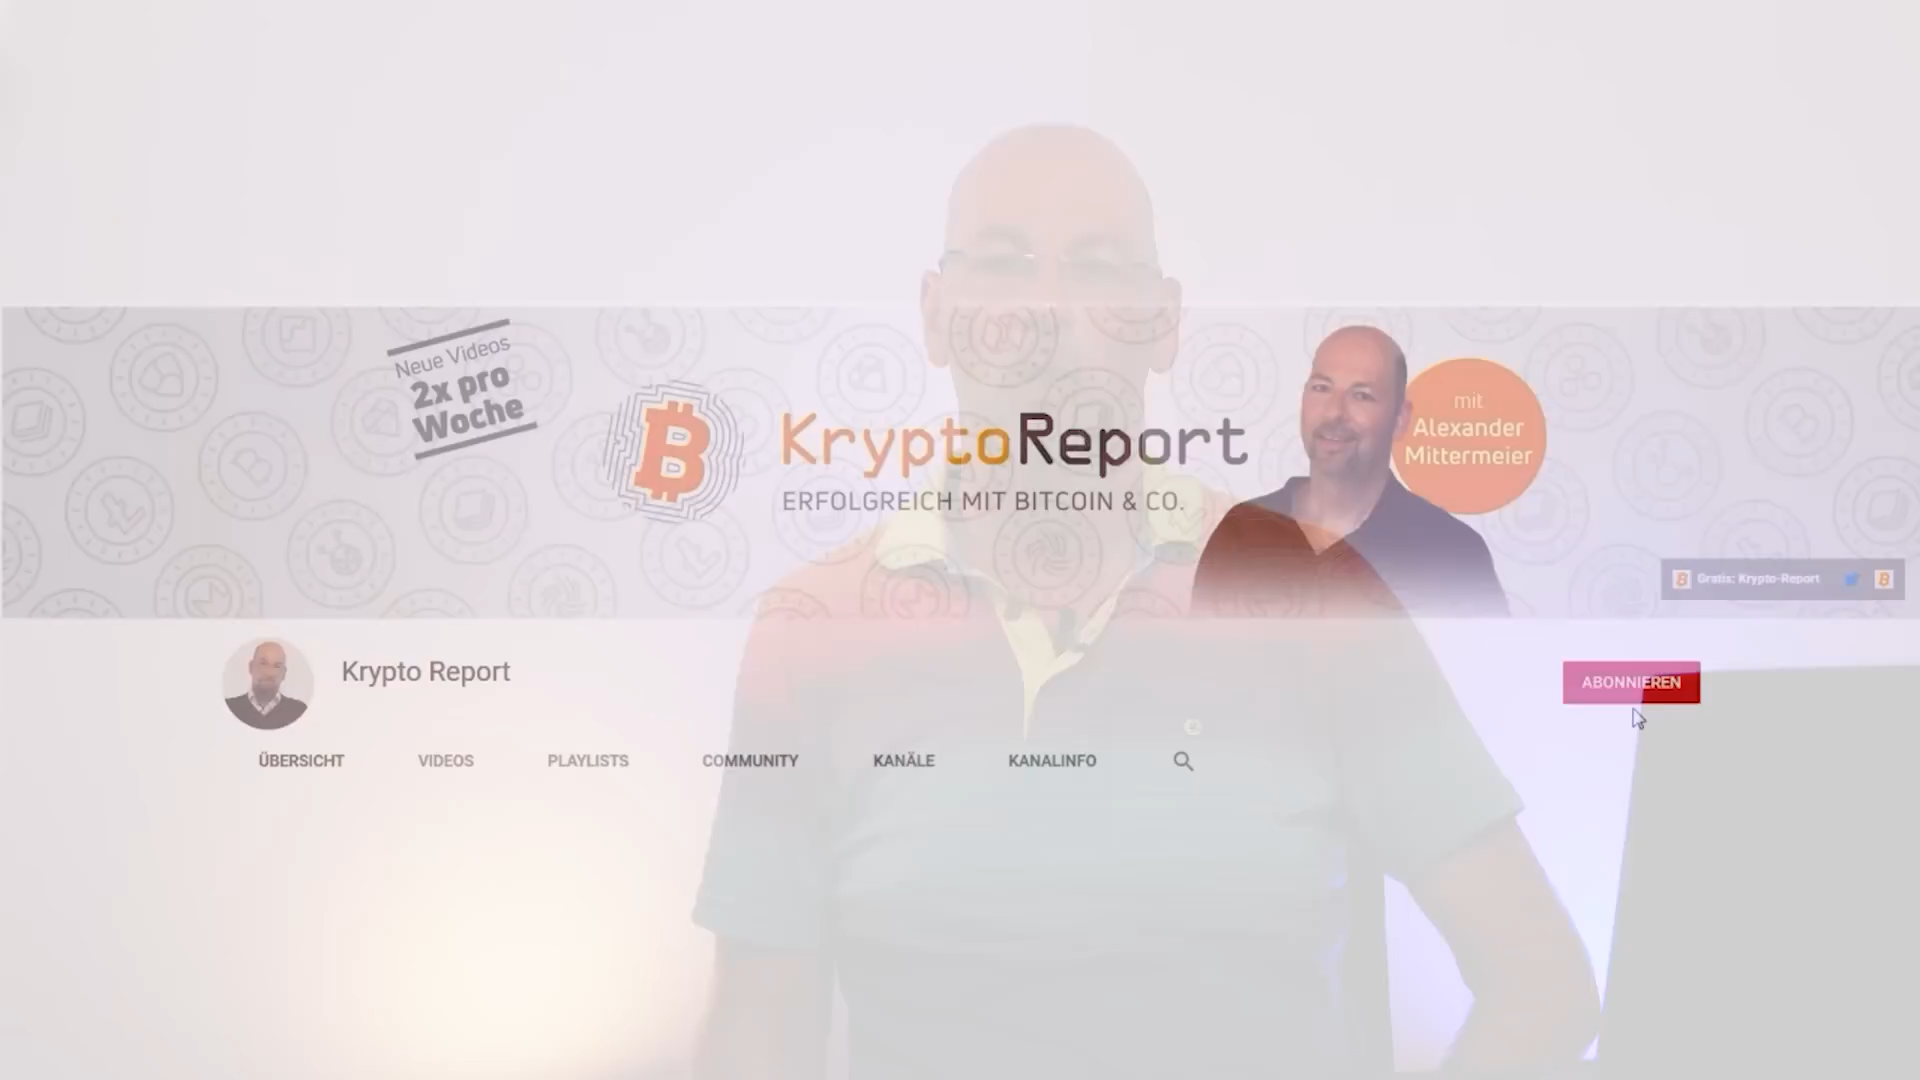 Neue Videos
2x pro
Woche
KryptoReport
ERFOLGREICH MIT BITCOIN & CO.
mit
Alexander
Mittermeier
Gratis: Krypto-Report
Krypto Report
ABONNIEREN
ÜBERSICHT VIDEOS PLAYLISTS COMMUNITY KANÄLE KANALINFO